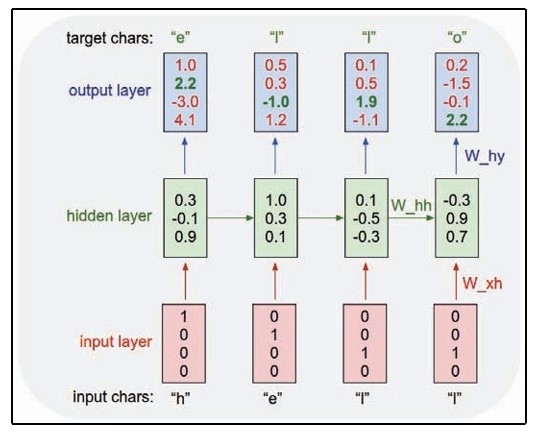 target chars: “e” “l” “l” “o”
1.0 0.5 0.1 0.2
output layer 2.2 0.3 0.5 -1.5
-3.0 -1.0 1.9 -0.1
4.1 1.2 -1.1 2.2
W_hy
0.3 1.0 0.1 W_hh -0.3
hidden layer -0.1 0.3 -0.5 0.9
0.9 0.1 -0.3 0.7
W_xh
1 0 0 0
0 1 0 0
input layer 0 0 1 1
0 0 0 0
input chars: “h” “e” “l” “l”